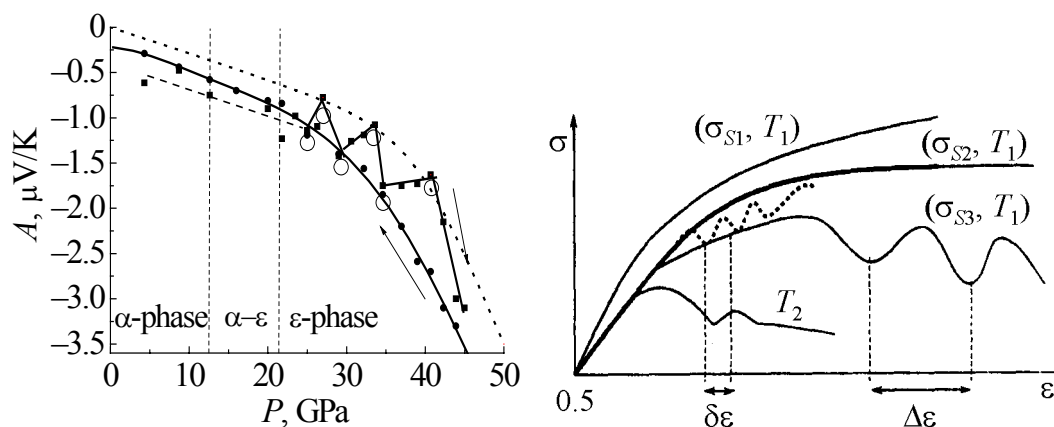 0
−0.5
−1.0
−1.5
−2.0
−2.5
−3.0
−3.5
A, μV/K
α-phase
α–ε
ε-phase
0 10 20 30 40 50
P, GPa
σ
(σS1, T1)
(σS2, T1)
(σS3, T1)
T2
0.5
δε
Δε
ε